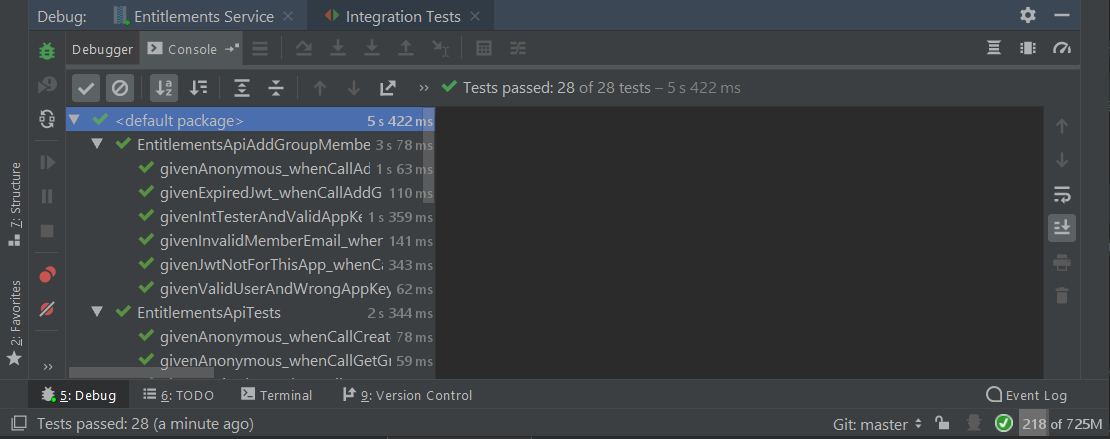 Debug: Entitlements Service × Integration Tests ×
Debugger Console
Tests passed: 28 of 28 tests – 5 s 422 ms
<default package> 5 s 422 ms
EntitlementsApiAddGroupMembe 3 s 78 ms
givenAnonymous_whenCallAd 1 s 63 ms
givenExpiredJwt_whenCallAddG 110 ms
givenIntTesterAndValidAppKe 1 s 359 ms
givenInvalidMemberEmail_wher 141 ms
givenJwtNotForThisApp_whenCa 343 ms
givenValidUserAndWrongAppKey 62 ms
EntitlementsApiTests 2 s 344 ms
givenAnonymous_whenCallCreat 78 ms
givenAnonymous_whenCallGetGr 59 ms
7: Structure
2: Favorites
5: Debug 6: TODO Terminal 9: Version Control Event Log
Tests passed: 28 (a minute ago) Git: master 218 of 725M